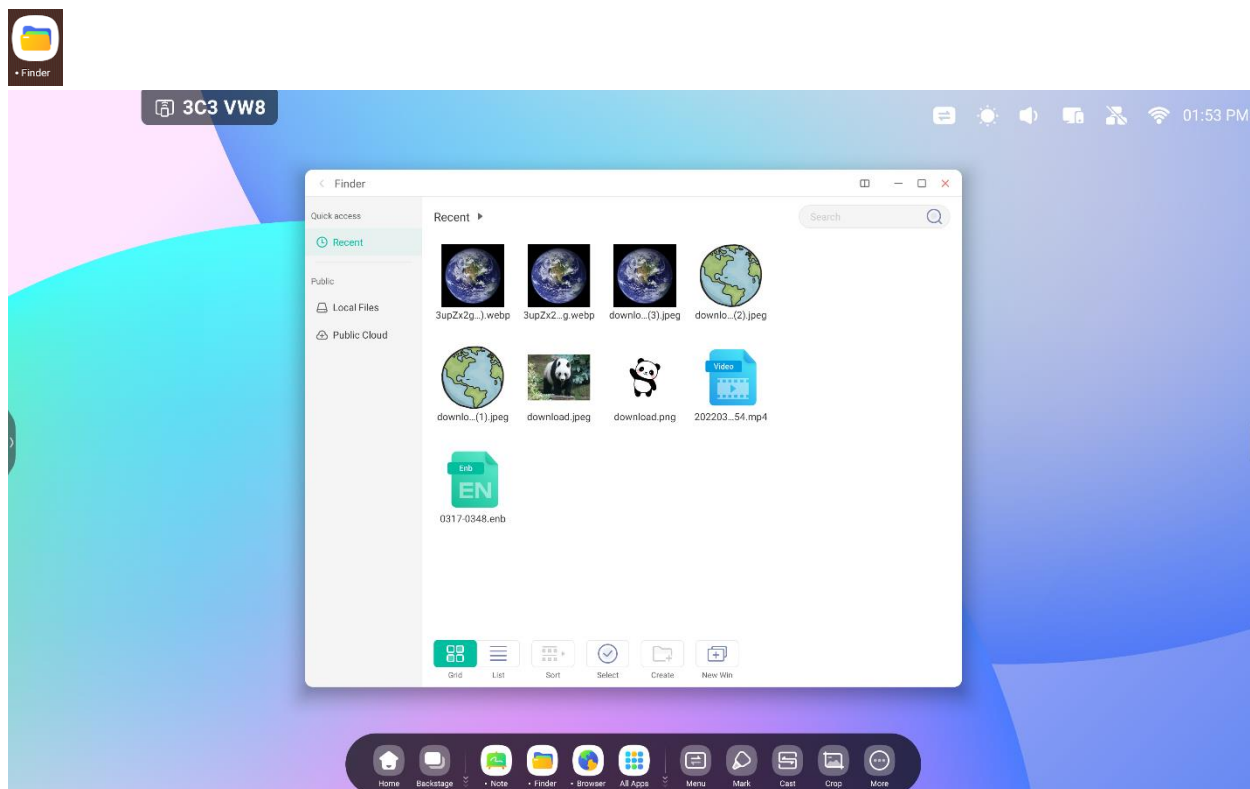 • Finder
3C3 VW8
01:53 PM
Finder
Quick access
Recent
Public
Local Files
Public Cloud
Recent
Search
3upZx2g...).webp
3upZx2...g.webp
downlo...(3).jpeg
downlo...(2).jpeg
downlo...(1).jpeg
download.jpeg
download.png
Video
202203...54.mp4
Enb
EN
0317-0348.enb
Grid
List
Sort
Select
Create
New Win
Home
Backstage
• Note
• Finder
• Browser
All Apps
Menu
Mark
Cast
Crop
More